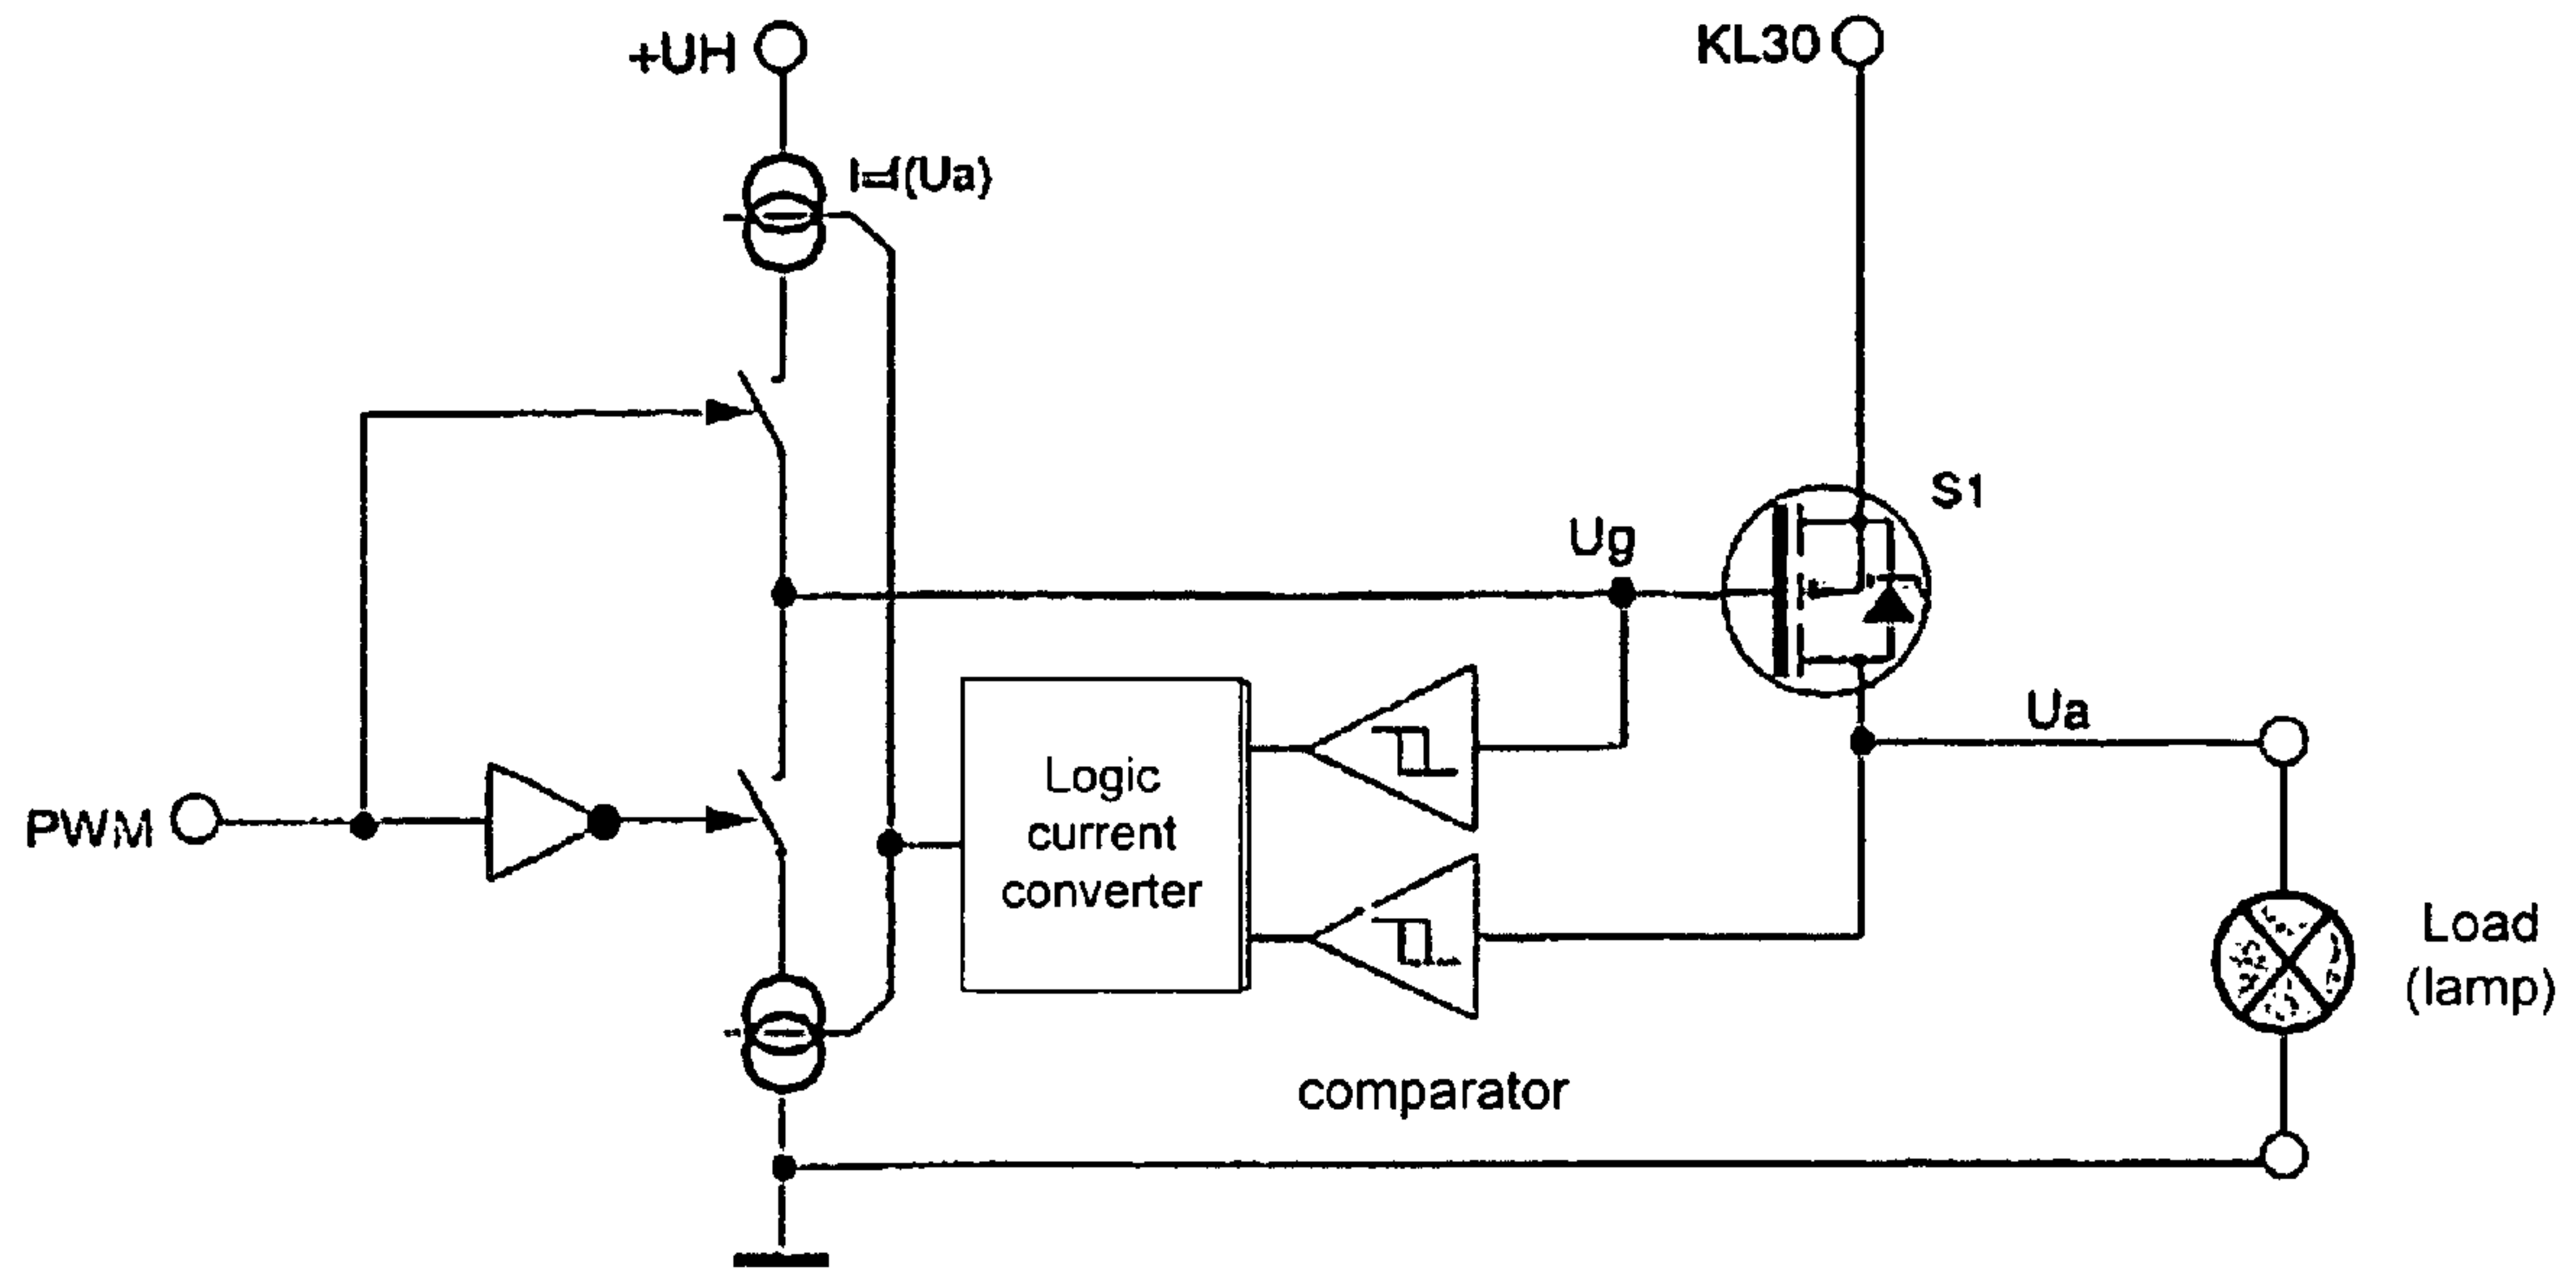 +UH
KL30
I=f(Ua)
S1
Ug
Ua
Logic
current
converter
PWM
Load
(lamp)
comparator